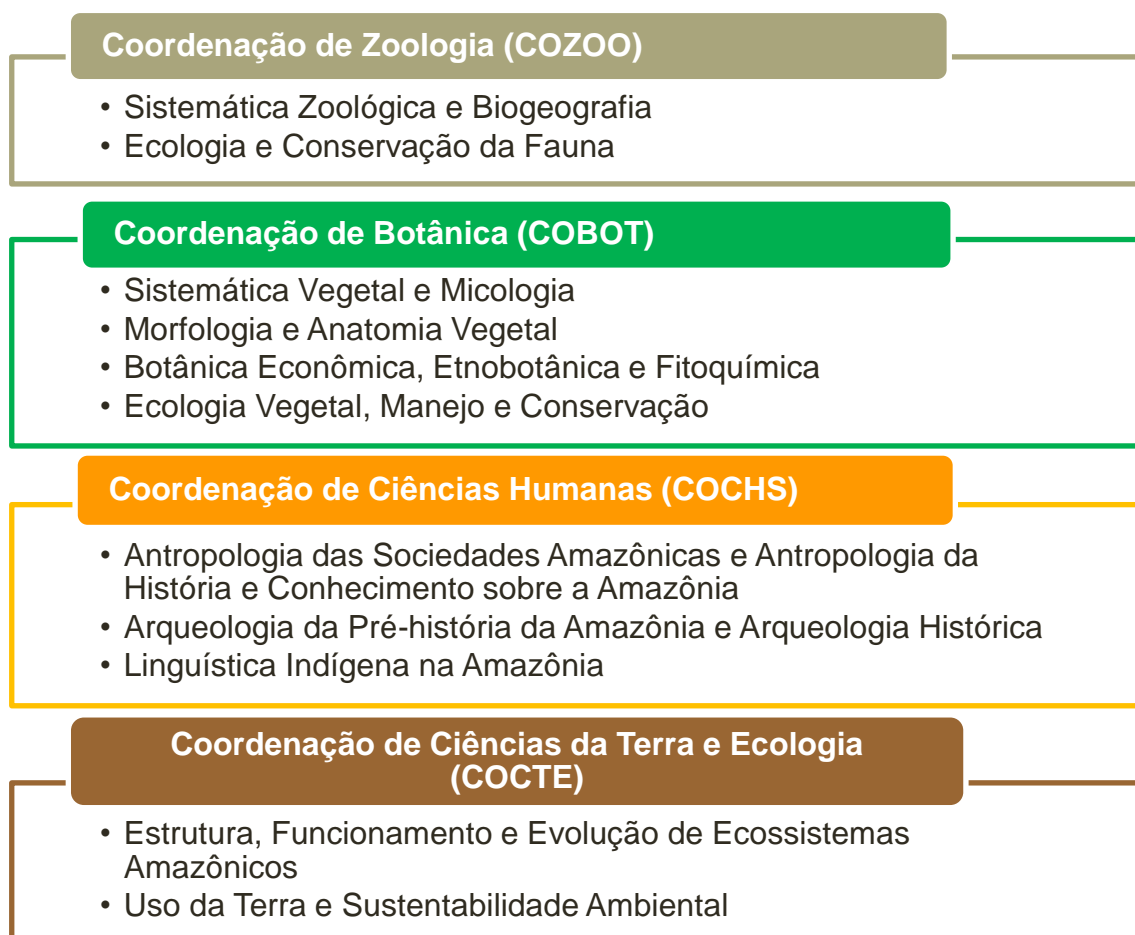 Coordenação de Zoologia (COZOO)
• Sistemática Zoológica e Biogeografia
• Ecologia e Conservação da Fauna
Coordenação de Botânica (COBOT)
• Sistemática Vegetal e Micologia
• Morfologia e Anatomia Vegetal
• Botânica Econômica, Etnobotânica e Fitoquímica
• Ecologia Vegetal, Manejo e Conservação
Coordenação de Ciências Humanas (COCHS)
• Antropologia das Sociedades Amazônicas e Antropologia da
História e Conhecimento sobre a Amazônia
• Arqueologia da Pré-história da Amazônia e Arqueologia Histórica
• Linguística Indígena na Amazônia
Coordenação de Ciências da Terra e Ecologia
(COCTE)
• Estrutura, Funcionamento e Evolução de Ecossistemas
Amazônicos
• Uso da Terra e Sustentabilidade Ambiental